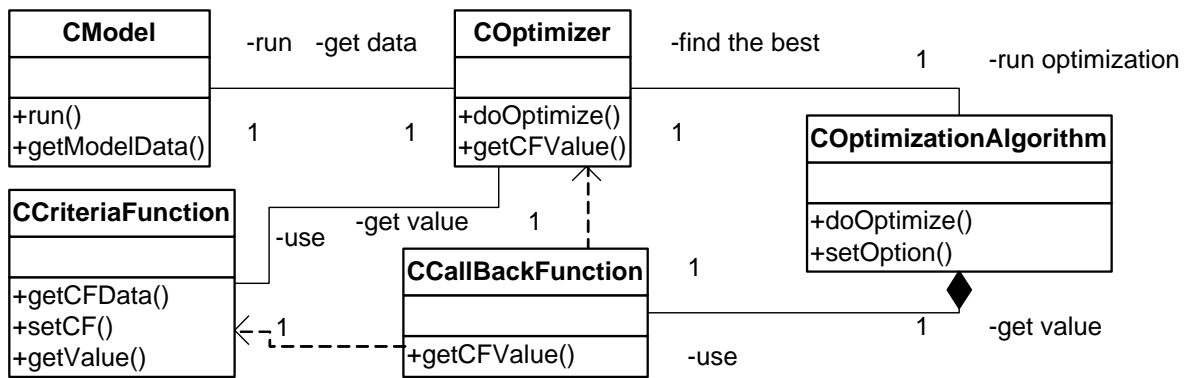 CModel
+run()
+getModelData()
-run
-get data
1
1
COptimizer
+doOptimize()
+getCFValue()
-find the best
1
-run optimization
1
COptimizationAlgorithm
+doOptimize()
+setOption()
CCriteriaFunction
+getCFData()
+setCF()
+getValue()
-use
-get value
1
1
CCallBackFunction
+getCFValue()
1
-use
1
-get value